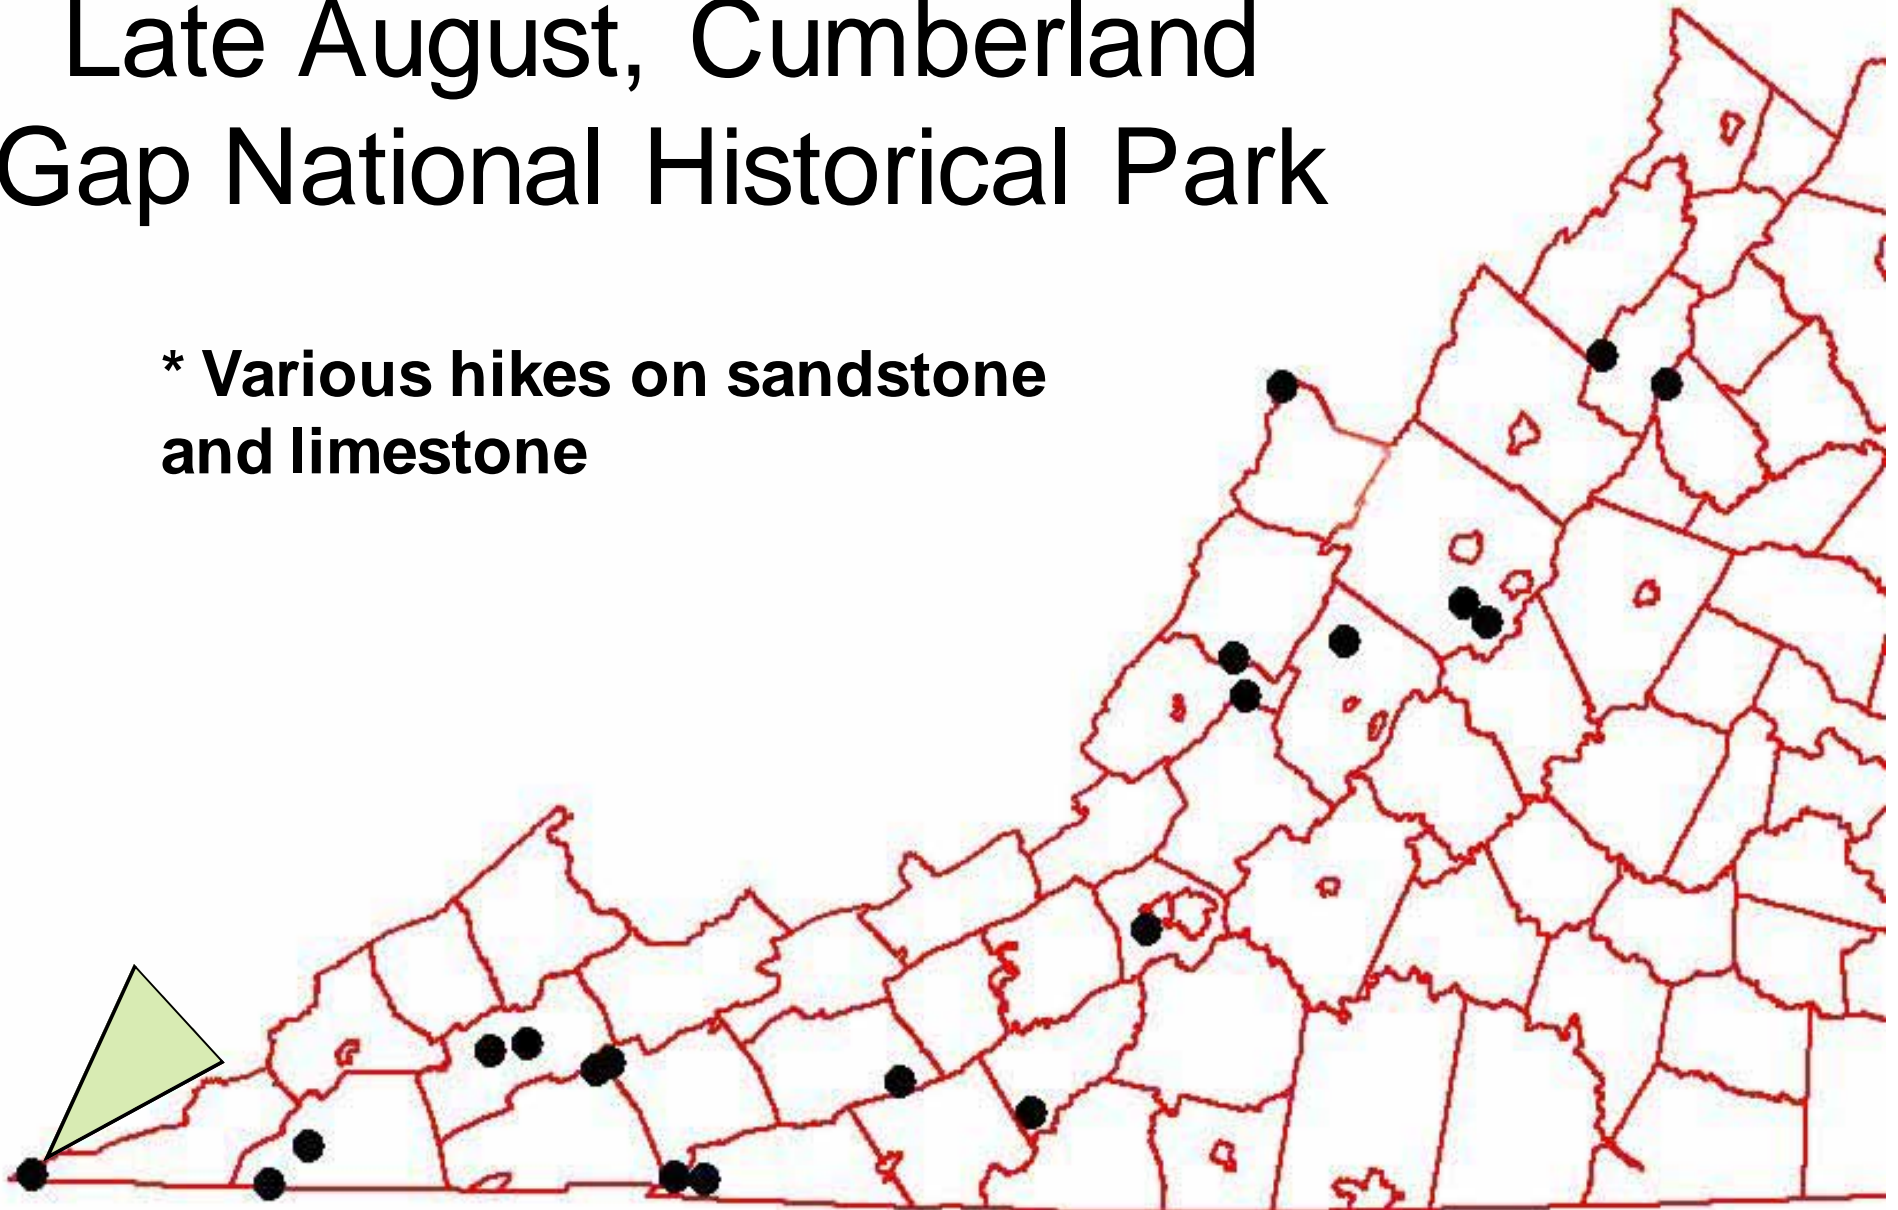 Late August, Cumberland
Gap National Historical Park
* Various hikes on sandstone
and limestone